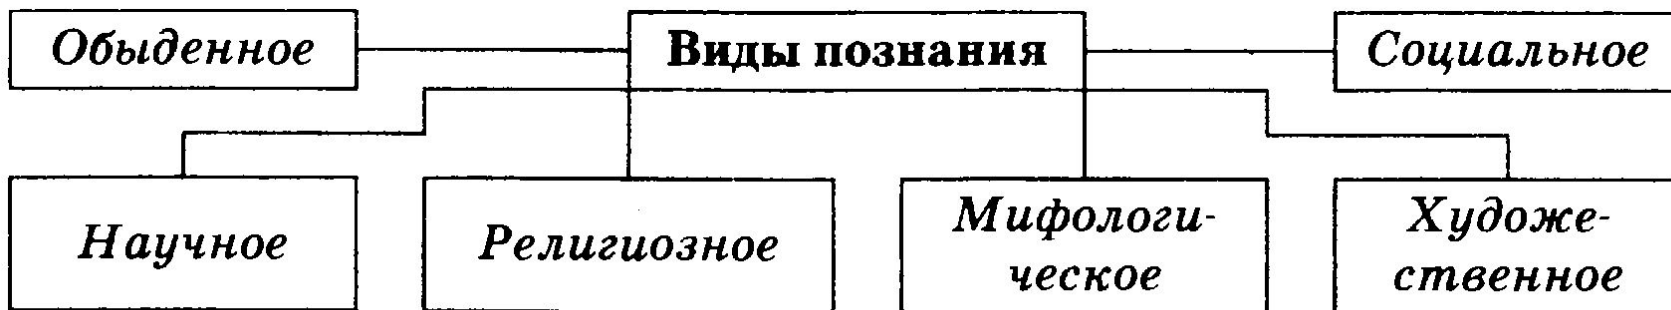 Обыденное
Виды познания
Социальное
Научное
Религиозное
Мифологи-
ческое
Художе-
ственное